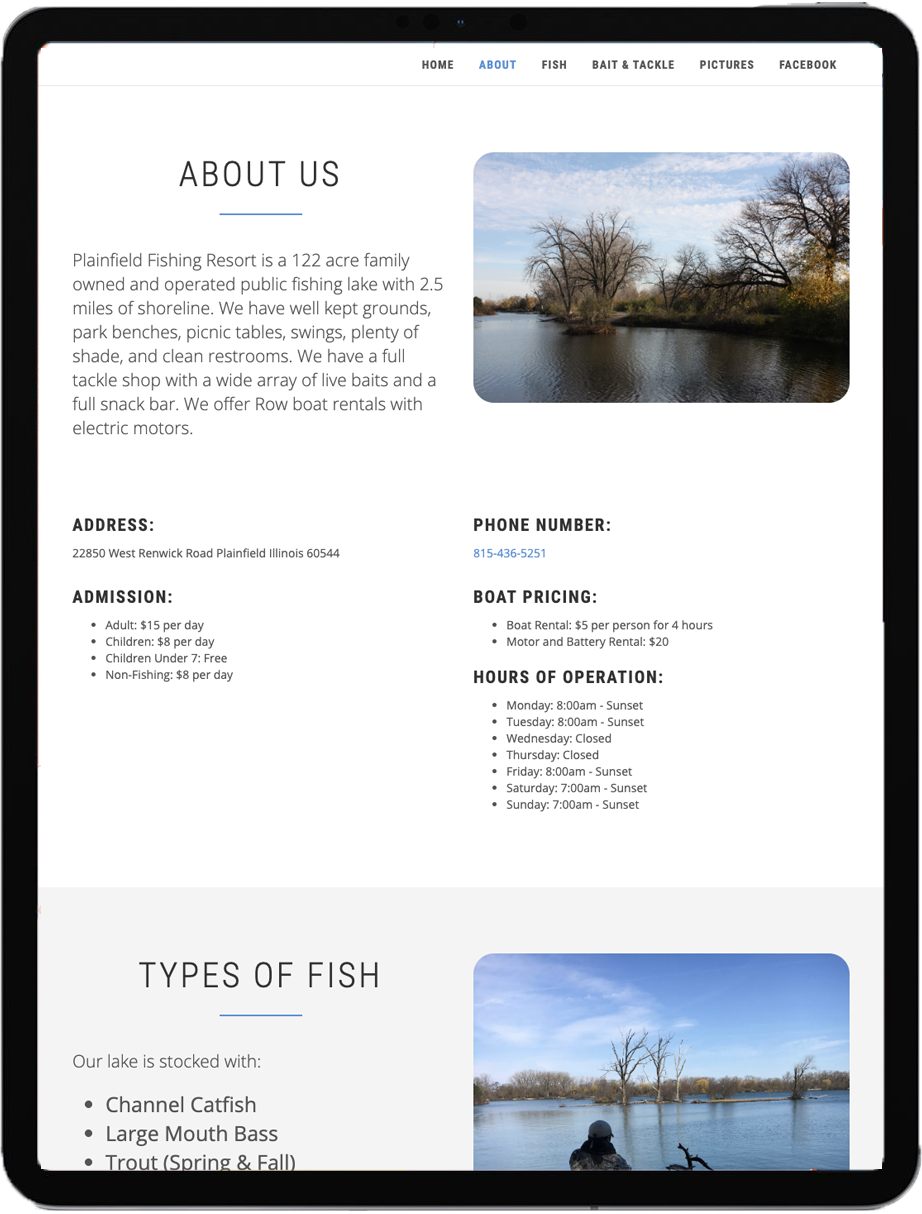 HOME ABOUT FISH BAIT & TACKLE PICTURES FACEBOOK
ABOUT US
Plainfield Fishing Resort is a 122 acre family
owned and operated public fishing lake with 2.5
miles of shoreline. We have well kept grounds,
park benches, picnic tables, swings, plenty of
shade, and clean restrooms. We have a full
tackle shop with a wide array of live baits and a
full snack bar. We offer Row boat rentals with
electric motors.
ADDRESS:
22850 West Renwick Road Plainfield Illinois 60544
ADMISSION:
• Adult: $15 per day
• Children: $8 per day
• Children Under 7: Free
• Non-Fishing: $8 per day
PHONE NUMBER:
815-436-5251
BOAT PRICING:
• Boat Rental: $5 per person for 4 hours
• Motor and Battery Rental: $20
HOURS OF OPERATION:
• Monday: 8:00am - Sunset
• Tuesday: 8:00am - Sunset
• Wednesday: Closed
• Thursday: Closed
• Friday: 8:00am - Sunset
• Saturday: 7:00am - Sunset
• Sunday: 7:00am - Sunset
TYPES OF FISH
Our lake is stocked with:
• Channel Catfish
• Large Mouth Bass
• Trout (Spring & Fall)